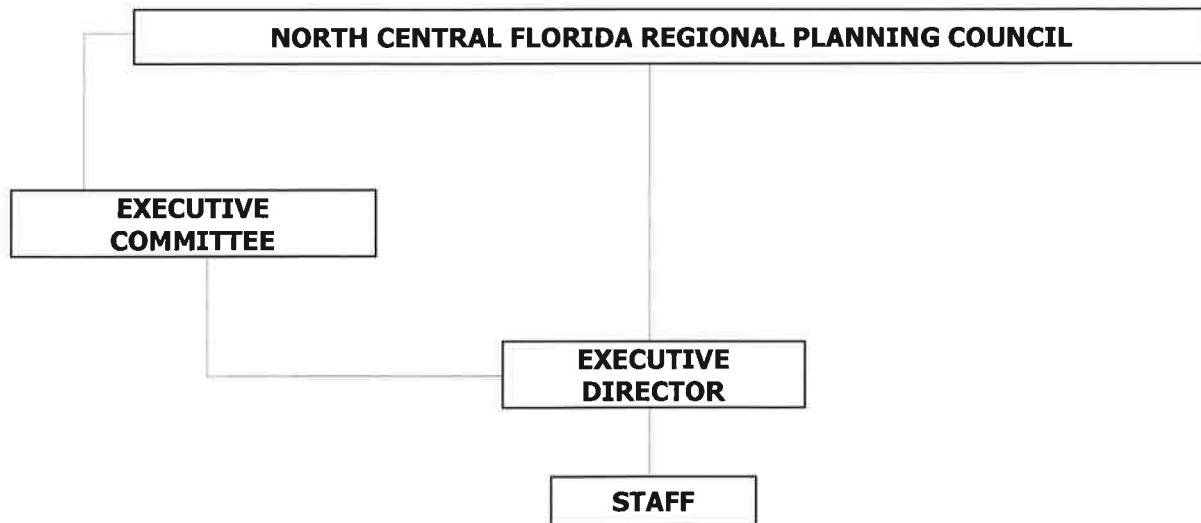 NORTH CENTRAL FLORIDA REGIONAL PLANNING COUNCIL
EXECUTIVE
COMMITTEE
EXECUTIVE
DIRECTOR
STAFF